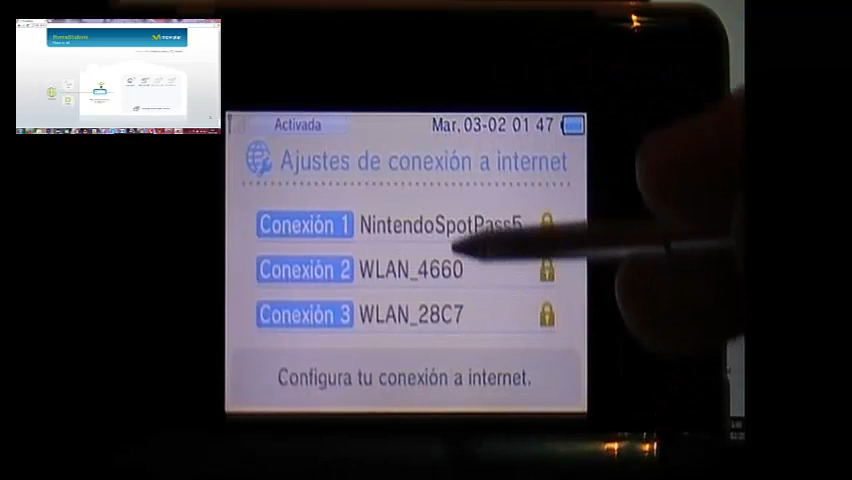 movistar
Activada
Mar, 03-02 01 47
Ajustes de conexión a internet
Conexión 1 NintendoSpotPass5
Conexión 2 WLAN_4660
Conexión 3 WLAN_28C7
Configura tu conexión a internet.